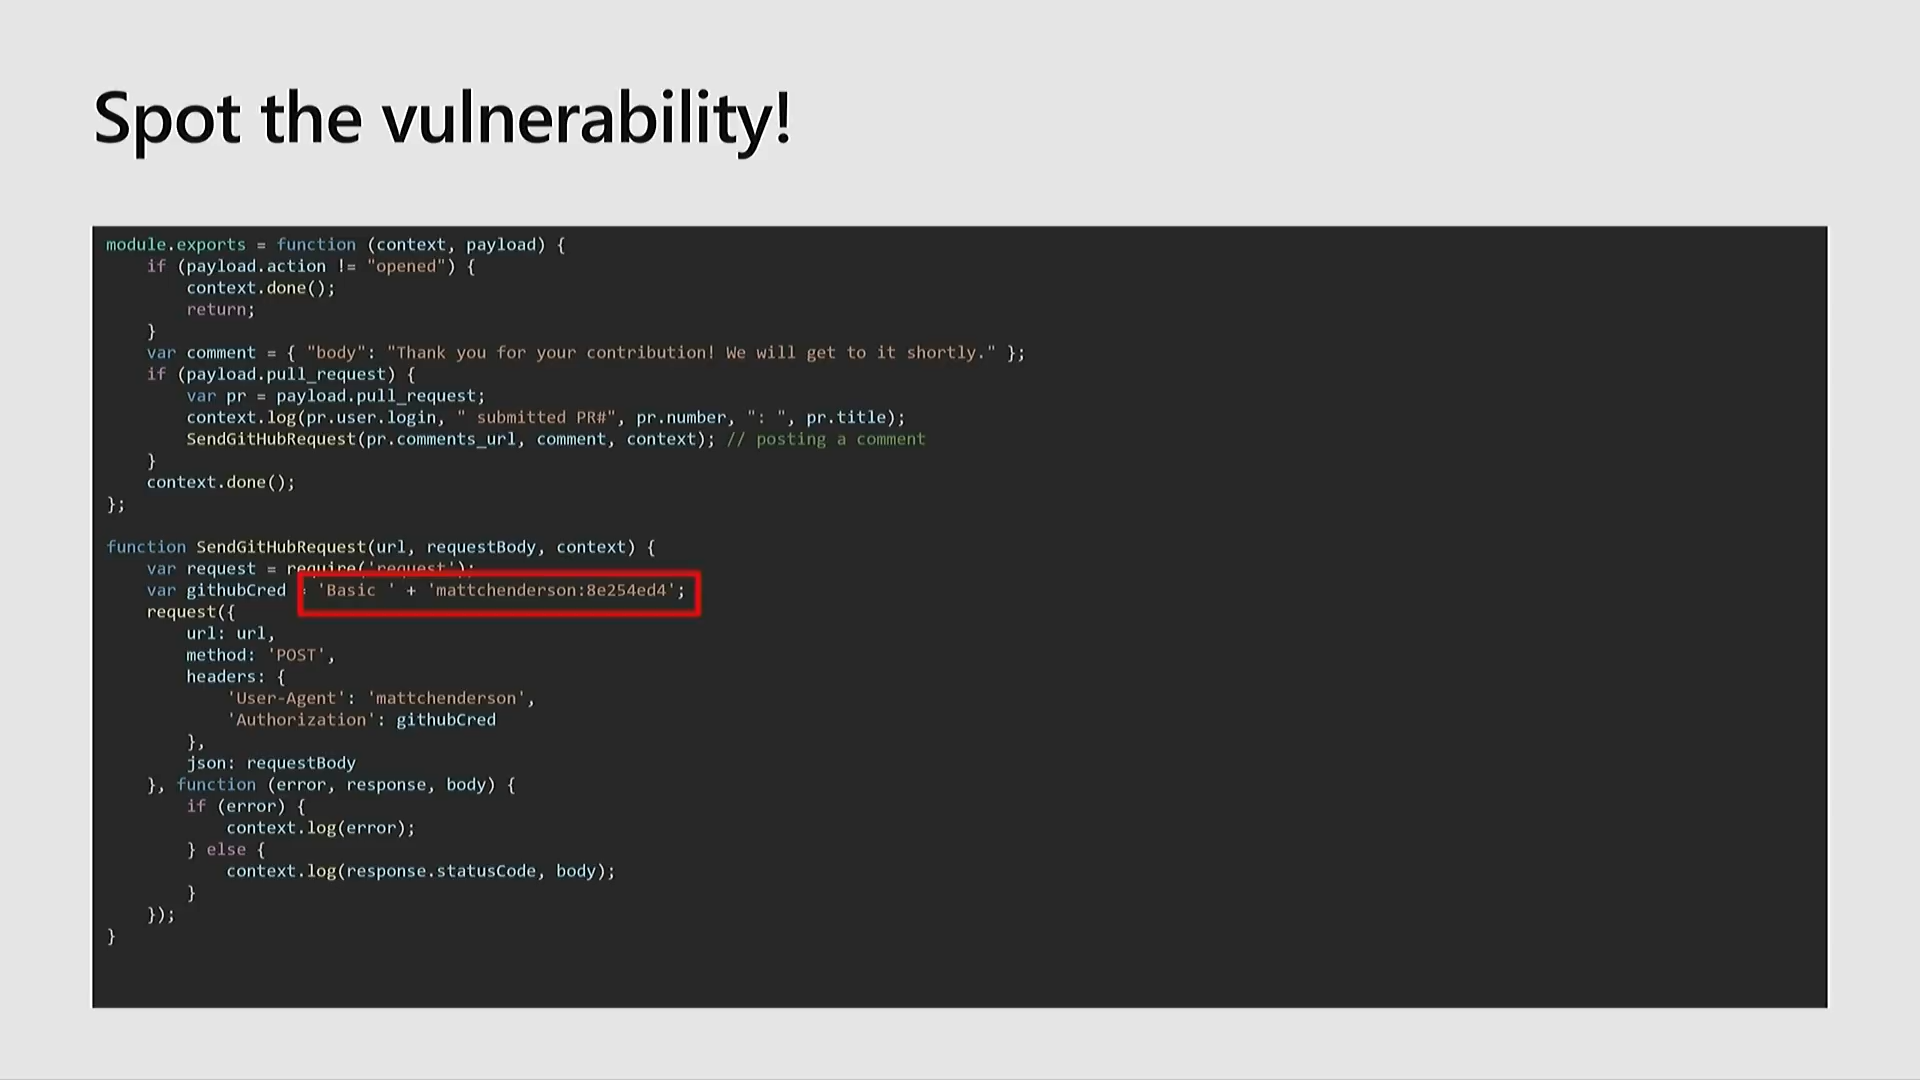 Spot the vulnerability!
module.exports = function (context, payload) {
    if (payload.action != "opened") {
        context.done();
        return;
    }
    var comment = { "body": "Thank you for your contribution! We will get to it shortly." };
    if (payload.pull_request) {
        var pr = payload.pull_request;
        context.log(pr.user.login, " submitted PR#", pr.number, ": ", pr.title);
        SendGitHubRequest(pr.comments_url, comment, context); // posting a comment
    }
    context.done();
};
function SendGitHubRequest(url, requestBody, context) {
    var request = require('request');
    var githubCred = 'Basic ' + 'mattchenderson:8e254ed4';
    request({
        url: url,
        method: 'POST',
        headers: {
            'User-Agent': 'mattchenderson',
            'Authorization': githubCred
        },
        json: requestBody
    }, function (error, response, body) {
        if (error) {
            context.log(error);
        } else {
            context.log(response.statusCode, body);
        }
    });
}